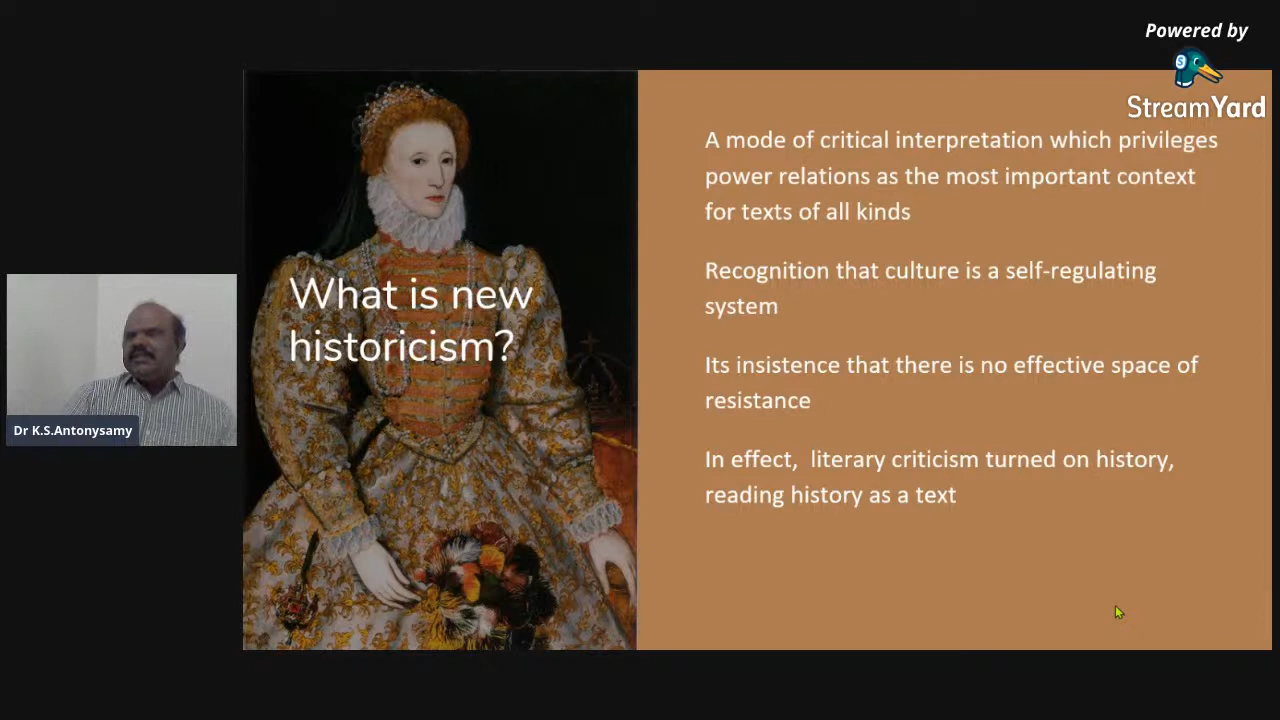 Powered by
StreamYard
What is new
historicism?
A mode of critical interpretation which privileges
power relations as the most important context
for texts of all kinds
Recognition that culture is a self-regulating
system
Its insistence that there is no effective space of
resistance
In effect,  literary criticism turned on history,
reading history as a text
Dr K.S.Antonysamy